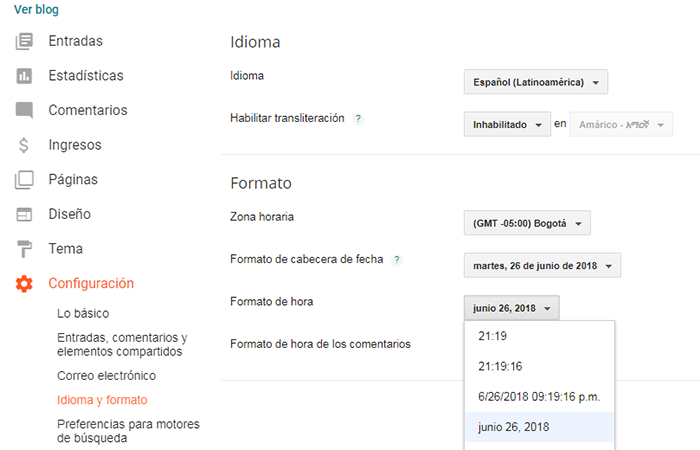 Ver blog
Entradas
Estadísticas
Comentarios
Ingresos
Páginas
Diseño
Tema
Configuración
Lo básico
Entradas, comentarios y
elementos compartidos
Correo electrónico
Idioma y formato
Preferencias para motores
de búsqueda
Idioma
Idioma Español (Latinoamérica)
Habilitar transliteración ? Inhabilitado en Amárico - አማርኛ
Formato
Zona horaria (GMT -05:00) Bogotá
Formato de cabecera de fecha ? martes, 26 de junio de 2018
Formato de hora junio 26, 2018
Formato de hora de los comentarios
21:19
21:19:16
6/26/2018 09:19:16 p.m.
junio 26, 2018